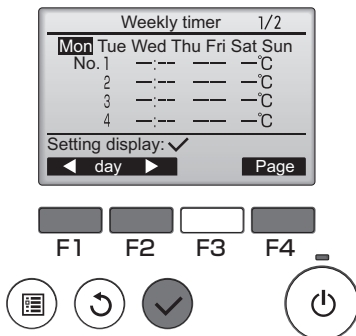 Weekly timer 1/2
Mon Tue Wed Thu Fri Sat Sun
No. 1 –:-- –– –°C
2 –:-- –– –°C
3 –:-- –– –°C
4 –:-- –– –°C
Setting display: ✓
◀ day ▶ Page
F1 F2 F3 F4